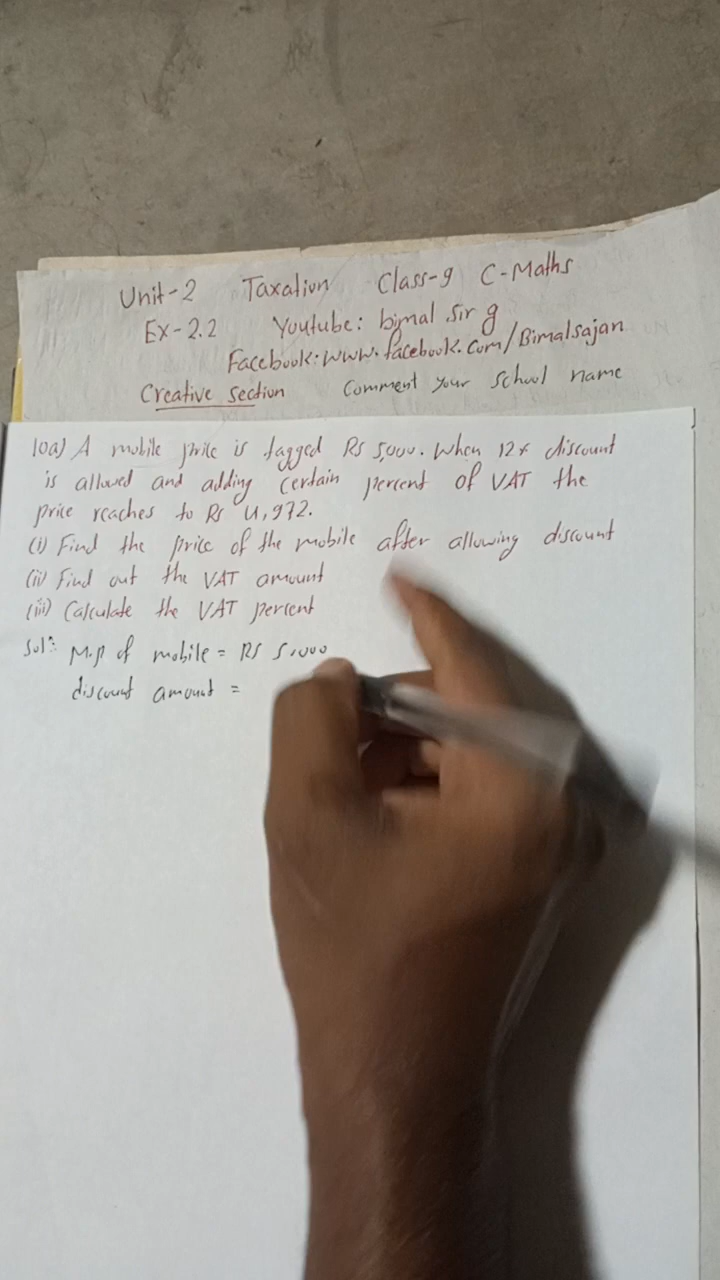 Unit-2 Taxation Class-9 C-Maths
Ex-2.2 Youtube: bimal sir g
Facebook: www.facebook.com/Bimalsajan
Creative section Comment your school name
10a) A mobile price is tagged Rs 5,000. When 12% discount
is allowed and adding certain percent of VAT the
price reaches to Rs 4,972.
(i) Find the price of the mobile after allowing discount
(ii) Find out the VAT amount
(iii) Calculate the VAT percent
Solⁿ: M.P of mobile = Rs 5,000
discount amount =